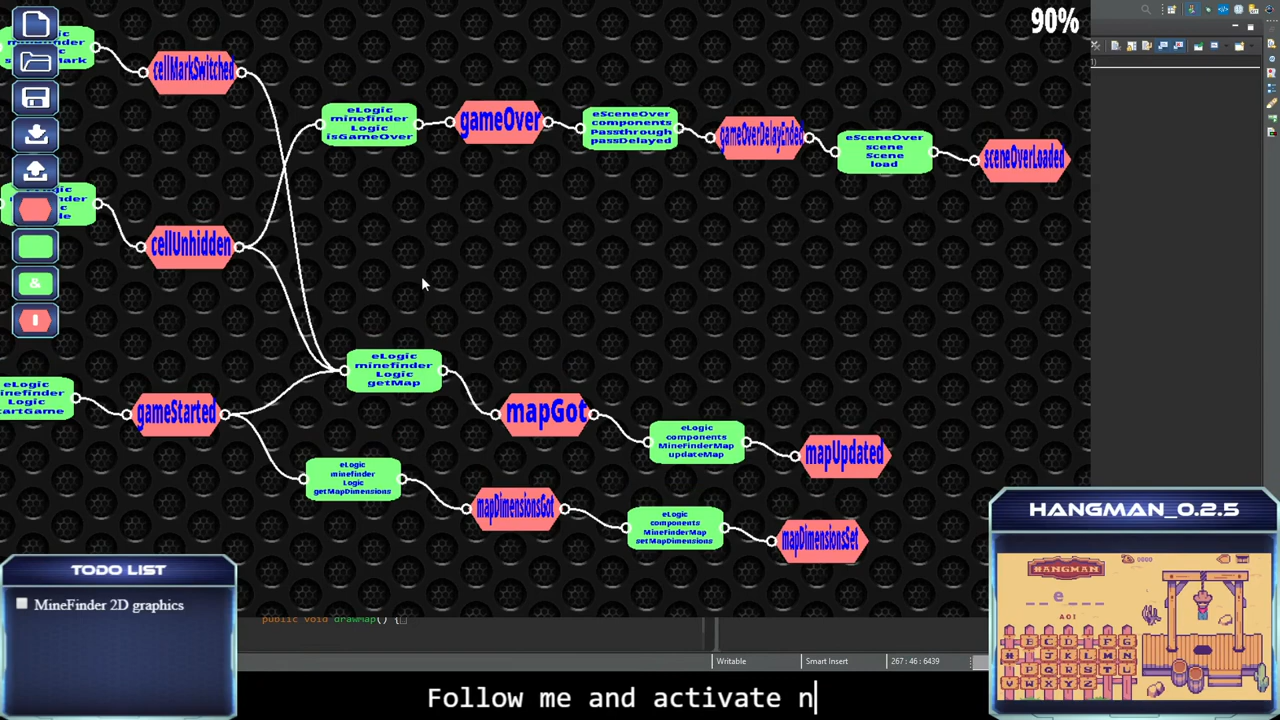 90%
cellMarkSwitched
eLogic
minefinder
Logic
isGameOver
gameOver
eSceneOver
components
Passthrough
passDelayed
gameOverDelayEnded
eSceneOver
scene
Scene
load
sceneOverLoaded
cellUnhidden
&
eLogic
minefinder
Logic
getMap
gameStarted
mapGot
eLogic
components
MineFinderMap
updateMap
mapUpdated
eLogic
minefinder
Logic
getMapDimensions
mapDimensionsGot
eLogic
components
MineFinderMap
setMapDimensions
mapDimensionsSet
HANGMAN_0.2.5
HANGMAN
_ _ e _ _ _ _
TODO LIST
MineFinder 2D graphics
public void drawMap() {
Writable
Smart Insert
267 : 46 : 6439
Follow me and activate n